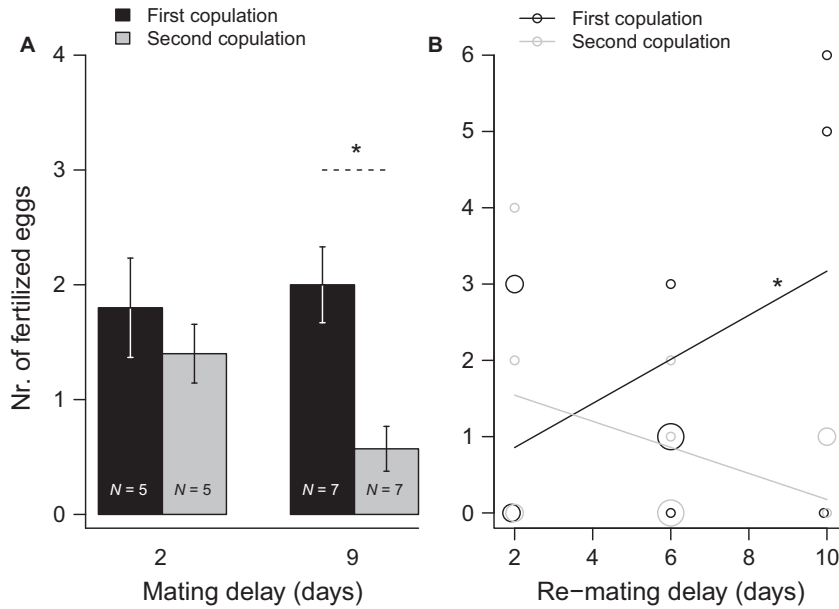 A
First copulation
Second copulation
Nr. of fertilized eggs
4
3
2
1
0
*
N = 5
N = 5
N = 7
N = 7
2
9
Mating delay (days)
B
First copulation
Second copulation
6
5
4
3
2
1
0
*
2
4
6
8
10
Re−mating delay (days)